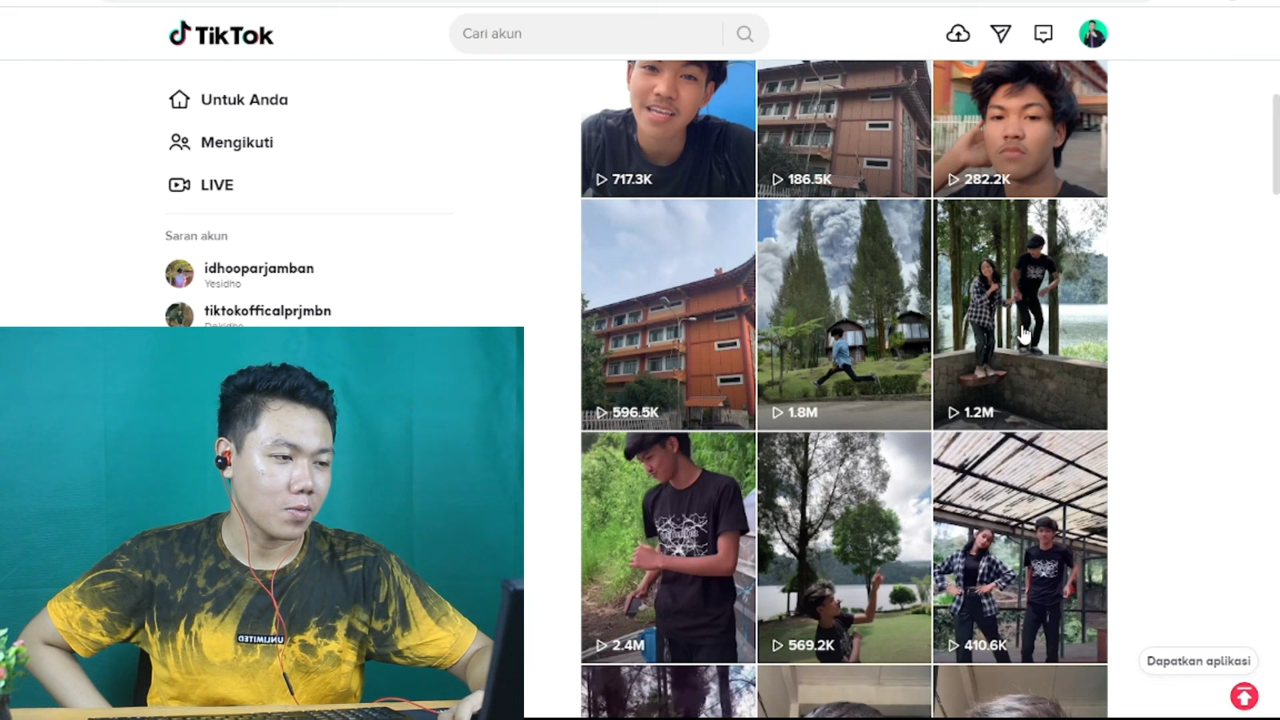 TikTok
Cari akun
Untuk Anda
Mengikuti
LIVE
Saran akun
idhooparjamban
Yesidho
tiktokofficalprjmbn
717.3K
186.5K
282.2K
596.5K
1.8M
1.2M
2.4M
569.2K
410.6K
UNLIMITED
Dapatkan aplikasi